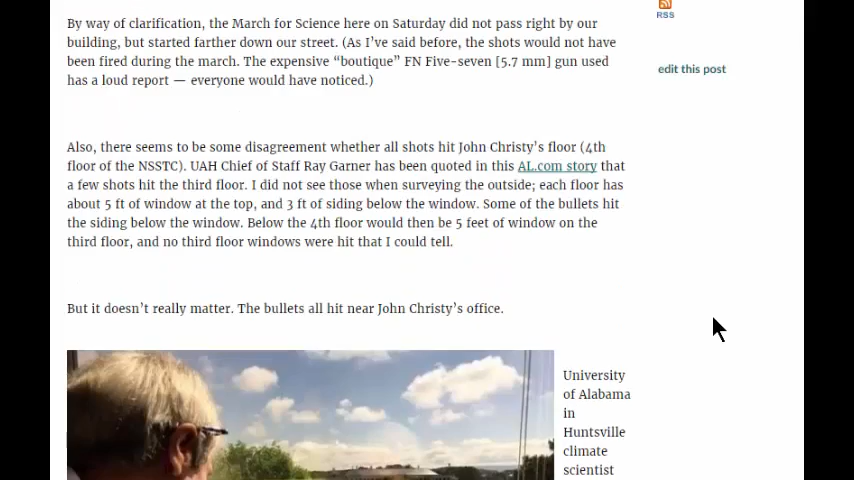 By way of clarification, the March for Science here on Saturday did not pass right by our
building, but started farther down our street. (As I’ve said before, the shots would not have
been fired during the march. The expensive “boutique” FN Five-seven [5.7 mm] gun used
has a loud report — everyone would have noticed.)
RSS
edit this post
Also, there seems to be some disagreement whether all shots hit John Christy’s floor (4th
floor of the NSSTC). UAH Chief of Staff Ray Garner has been quoted in this AL.com story that
a few shots hit the third floor. I did not see those when surveying the outside; each floor has
about 5 ft of window at the top, and 3 ft of siding below the window. Some of the bullets hit
the siding below the window. Below the 4th floor would then be 5 feet of window on the
third floor, and no third floor windows were hit that I could tell.
But it doesn’t really matter. The bullets all hit near John Christy’s office.
University
of Alabama
in
Huntsville
climate
scientist